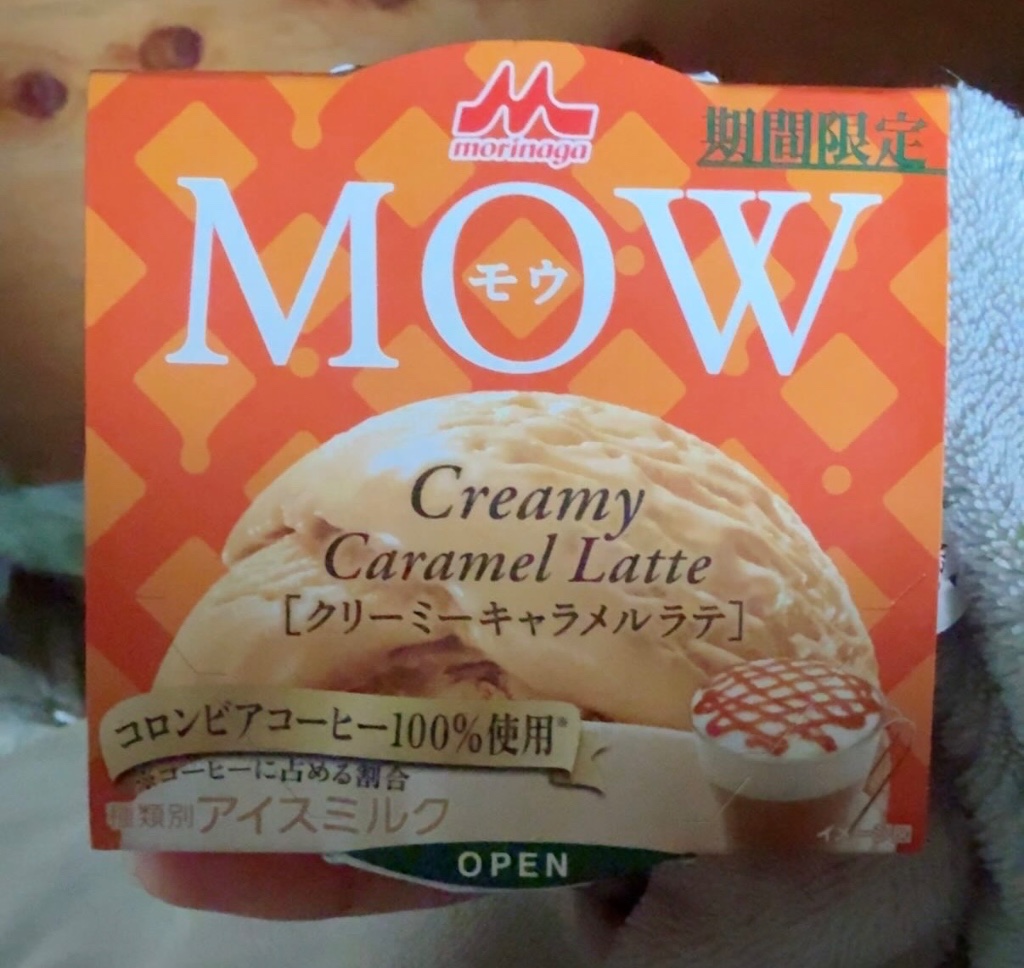 morinaga
期間限定
MOW
モウ
Creamy
Caramel Latte
[クリーミーキャラメルラテ]
コロンビアコーヒー100%使用※
※コーヒーに占める割合
種類別アイスミルク
OPEN